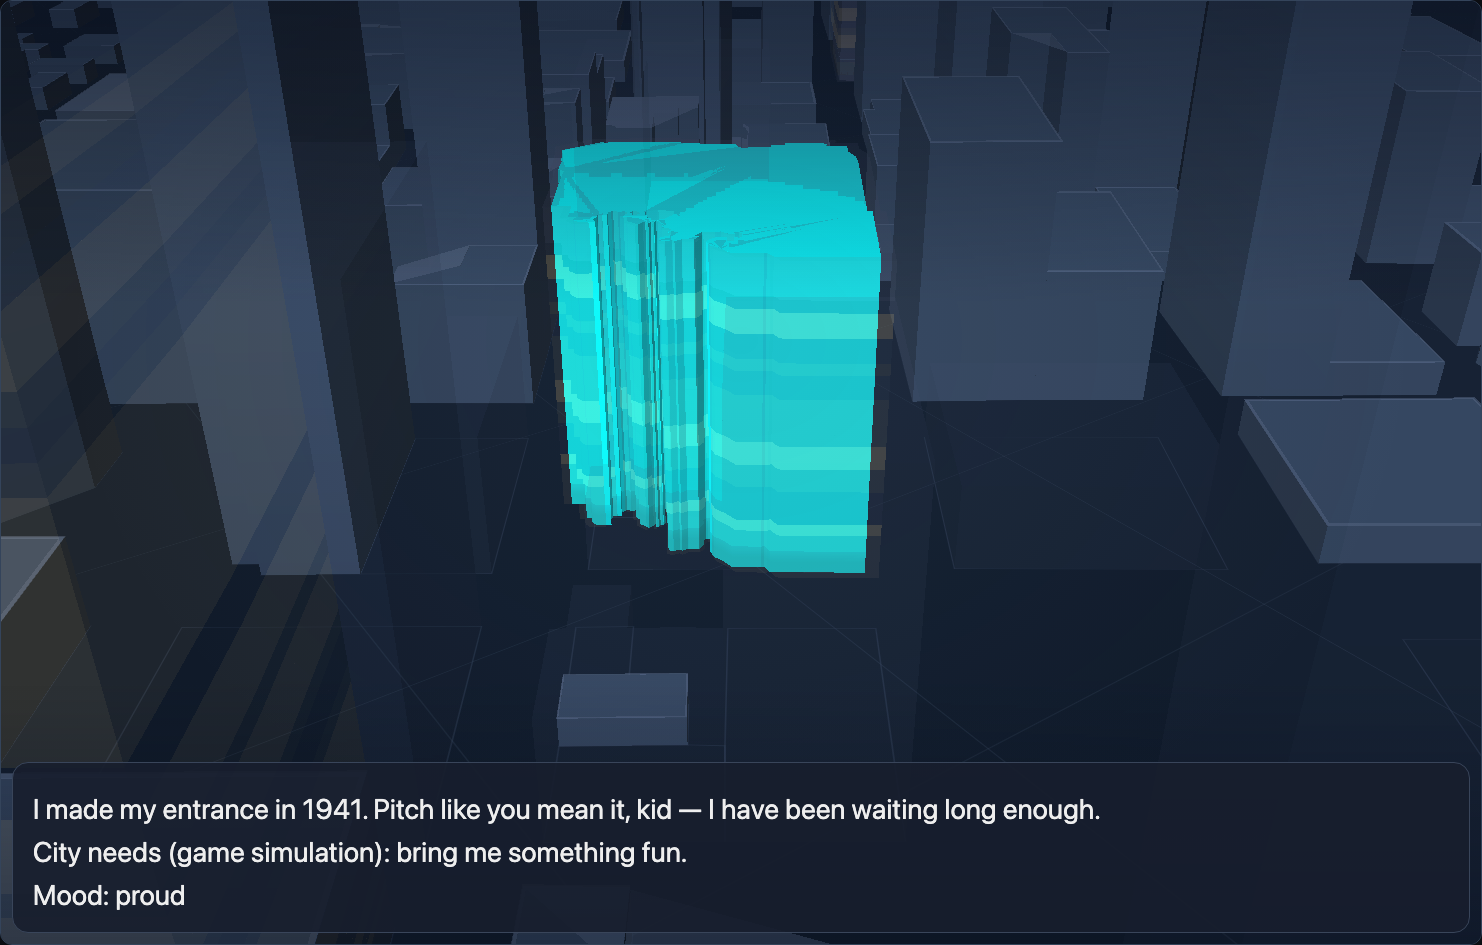 I made my entrance in 1941. Pitch like you mean it, kid — I have been waiting long enough.
City needs (game simulation): bring me something fun.
Mood: proud